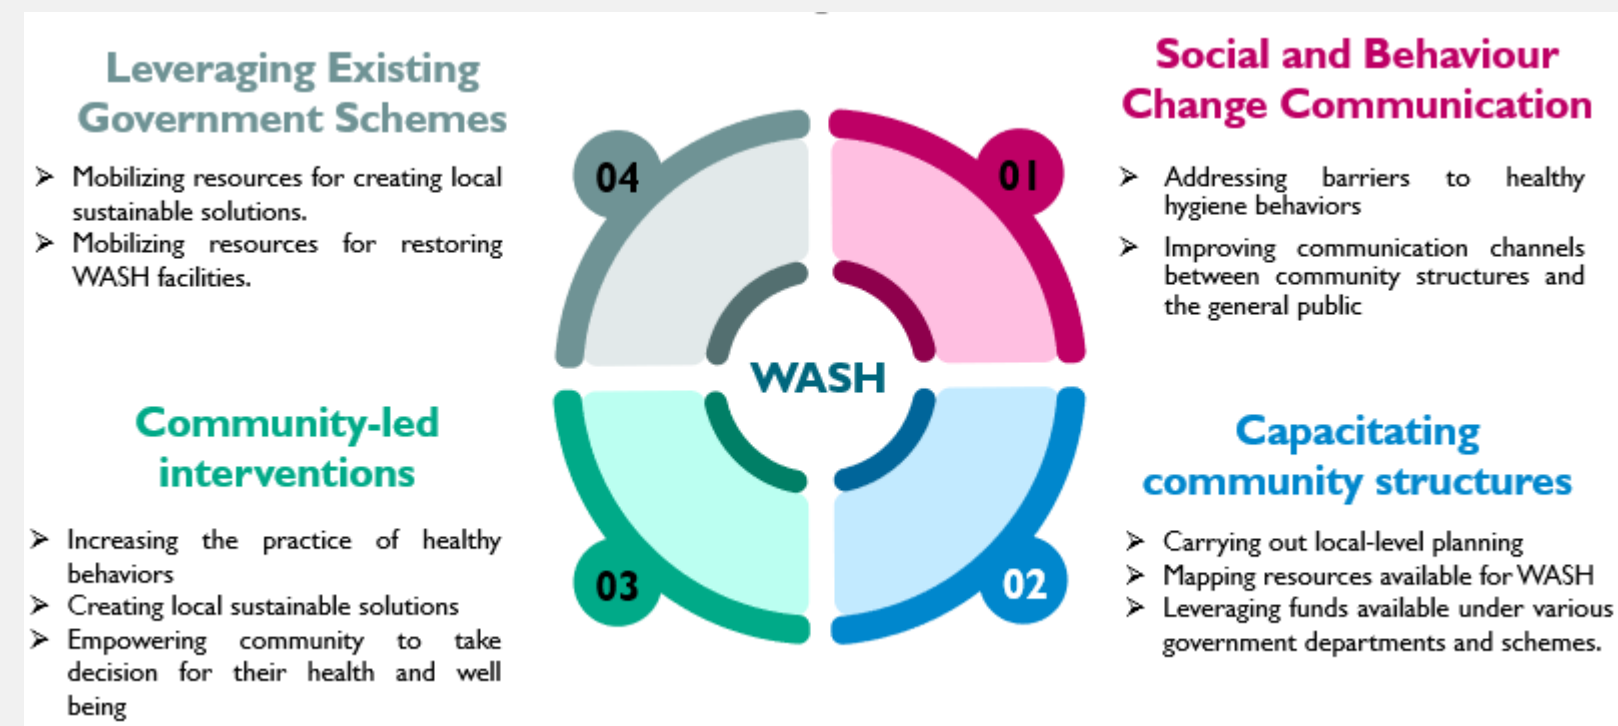 Leveraging Existing
Government Schemes
➤ Mobilizing resources for creating local
sustainable solutions.
➤ Mobilizing resources for restoring
WASH facilities.
04
01
Social and Behaviour
Change Communication
➤ Addressing barriers to healthy
hygiene behaviors
➤ Improving communication channels
between community structures and
the general public
WASH
Community-led
interventions
➤ Increasing the practice of healthy
behaviors
➤ Creating local sustainable solutions
➤ Empowering community to take
decision for their health and well
being
03
02
Capacitating
community structures
➤ Carrying out local-level planning
➤ Mapping resources available for WASH
➤ Leveraging funds available under various
government departments and schemes.